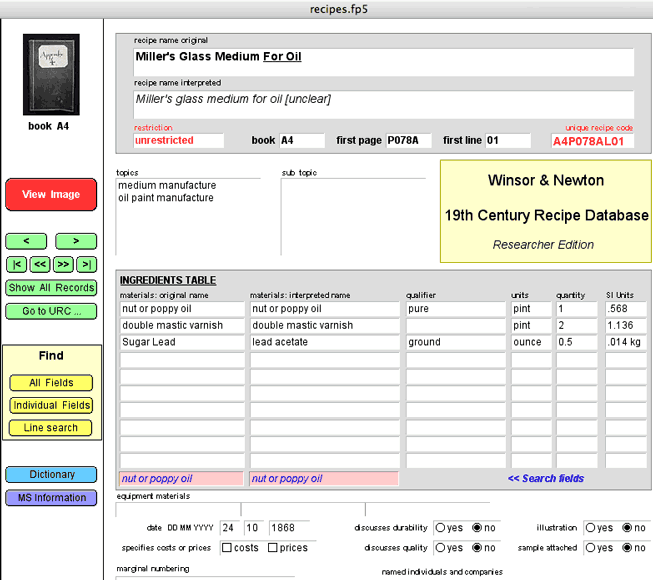 recipes.fp5
Appendix
4.
book A4
View Image
<
>
|<
<<
>>
>|
Show All Records
Go to URC ...
Find
All Fields
Individual Fields
Line search
Dictionary
MS Information
recipe name original
Miller's Glass Medium For Oil
recipe name interpreted
Miller's glass medium for oil [unclear]
restriction
unrestricted
book A4
first page P078A
first line 01
unique recipe code
A4P078AL01
topics
medium manufacture
oil paint manufacture
sub topic
Winsor & Newton
19th Century Recipe Database
Researcher Edition
INGREDIENTS TABLE
materials: original name materials: interpreted name qualifier units quantity SI Units
nut or poppy oil nut or poppy oil pure pint 1 .568
double mastic varnish double mastic varnish pint 2 1.136
Sugar Lead lead acetate ground ounce 0.5 .014 kg
nut or poppy oil nut or poppy oil << Search fields
equipment materials
date DD MM YYYY 24 10 1868 discusses durability yes no illustration yes no
specifies costs or prices costs prices discusses quality yes no sample attached yes no
marginal numbering named individuals and companies